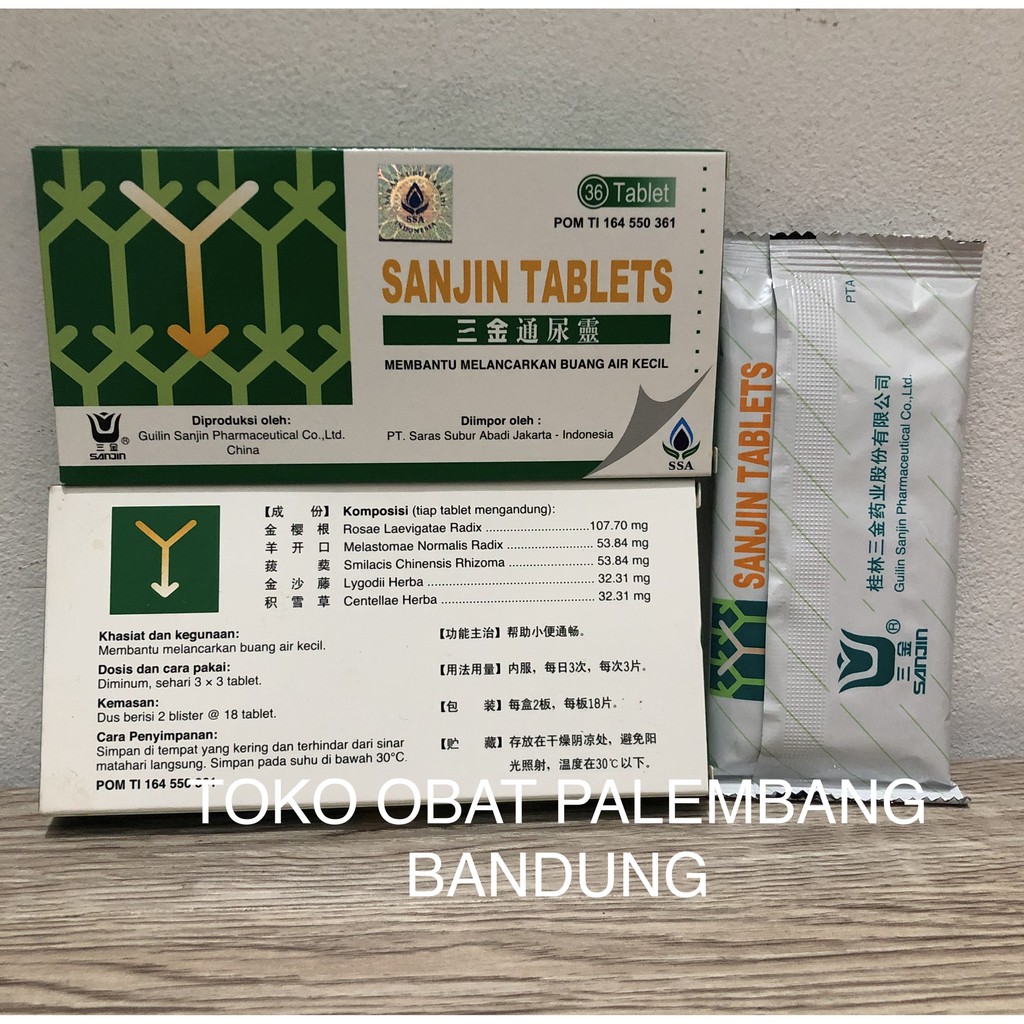 SSA
INDONESIA
36 Tablet
POM TI 164 550 361
SANJIN TABLETS
三金通尿靈
MEMBANTU MELANCARKAN BUANG AIR KECIL
三金
SANJIN
®
Diproduksi oleh:
Guilin Sanjin Pharmaceutical Co.,Ltd.
China
Diimpor oleh :
PT. Saras Subur Abadi Jakarta - Indonesia
SSA
【成 份】 Komposisi (tiap tablet mengandung):
金 樱 根 Rosae Laevigatae Radix ..............................107.70 mg
羊 开 口 Melastomae Normalis Radix ........................ 53.84 mg
菝 葜 Smilacis Chinensis Rhizoma ........................ 53.84 mg
金 沙 藤 Lygodii Herba ................................................ 32.31 mg
积 雪 草 Centellae Herba ............................................ 32.31 mg
Khasiat dan kegunaan:
Membantu melancarkan buang air kecil.
Dosis dan cara pakai:
Diminum, sehari 3 × 3 tablet.
Kemasan:
Dus berisi 2 blister @ 18 tablet.
Cara Penyimpanan:
Simpan di tempat yang kering dan terhindar dari sinar
matahari langsung. Simpan pada suhu di bawah 30°C.
POM TI 164 550 361
【功能主治】帮助小便通畅。
【用法用量】内服，每日3次，每次3片。
【包 装】每盒2板，每板18片。
【贮 藏】存放在干燥阴凉处，避免阳
光照射，温度在30℃以下。
SANJIN TABLETS
PTA
桂林三金药业股份有限公司
Guilin Sanjin Pharmaceutical Co.,Ltd.
三金®
SANJIN
TOKO OBAT PALEMBANG
BANDUNG